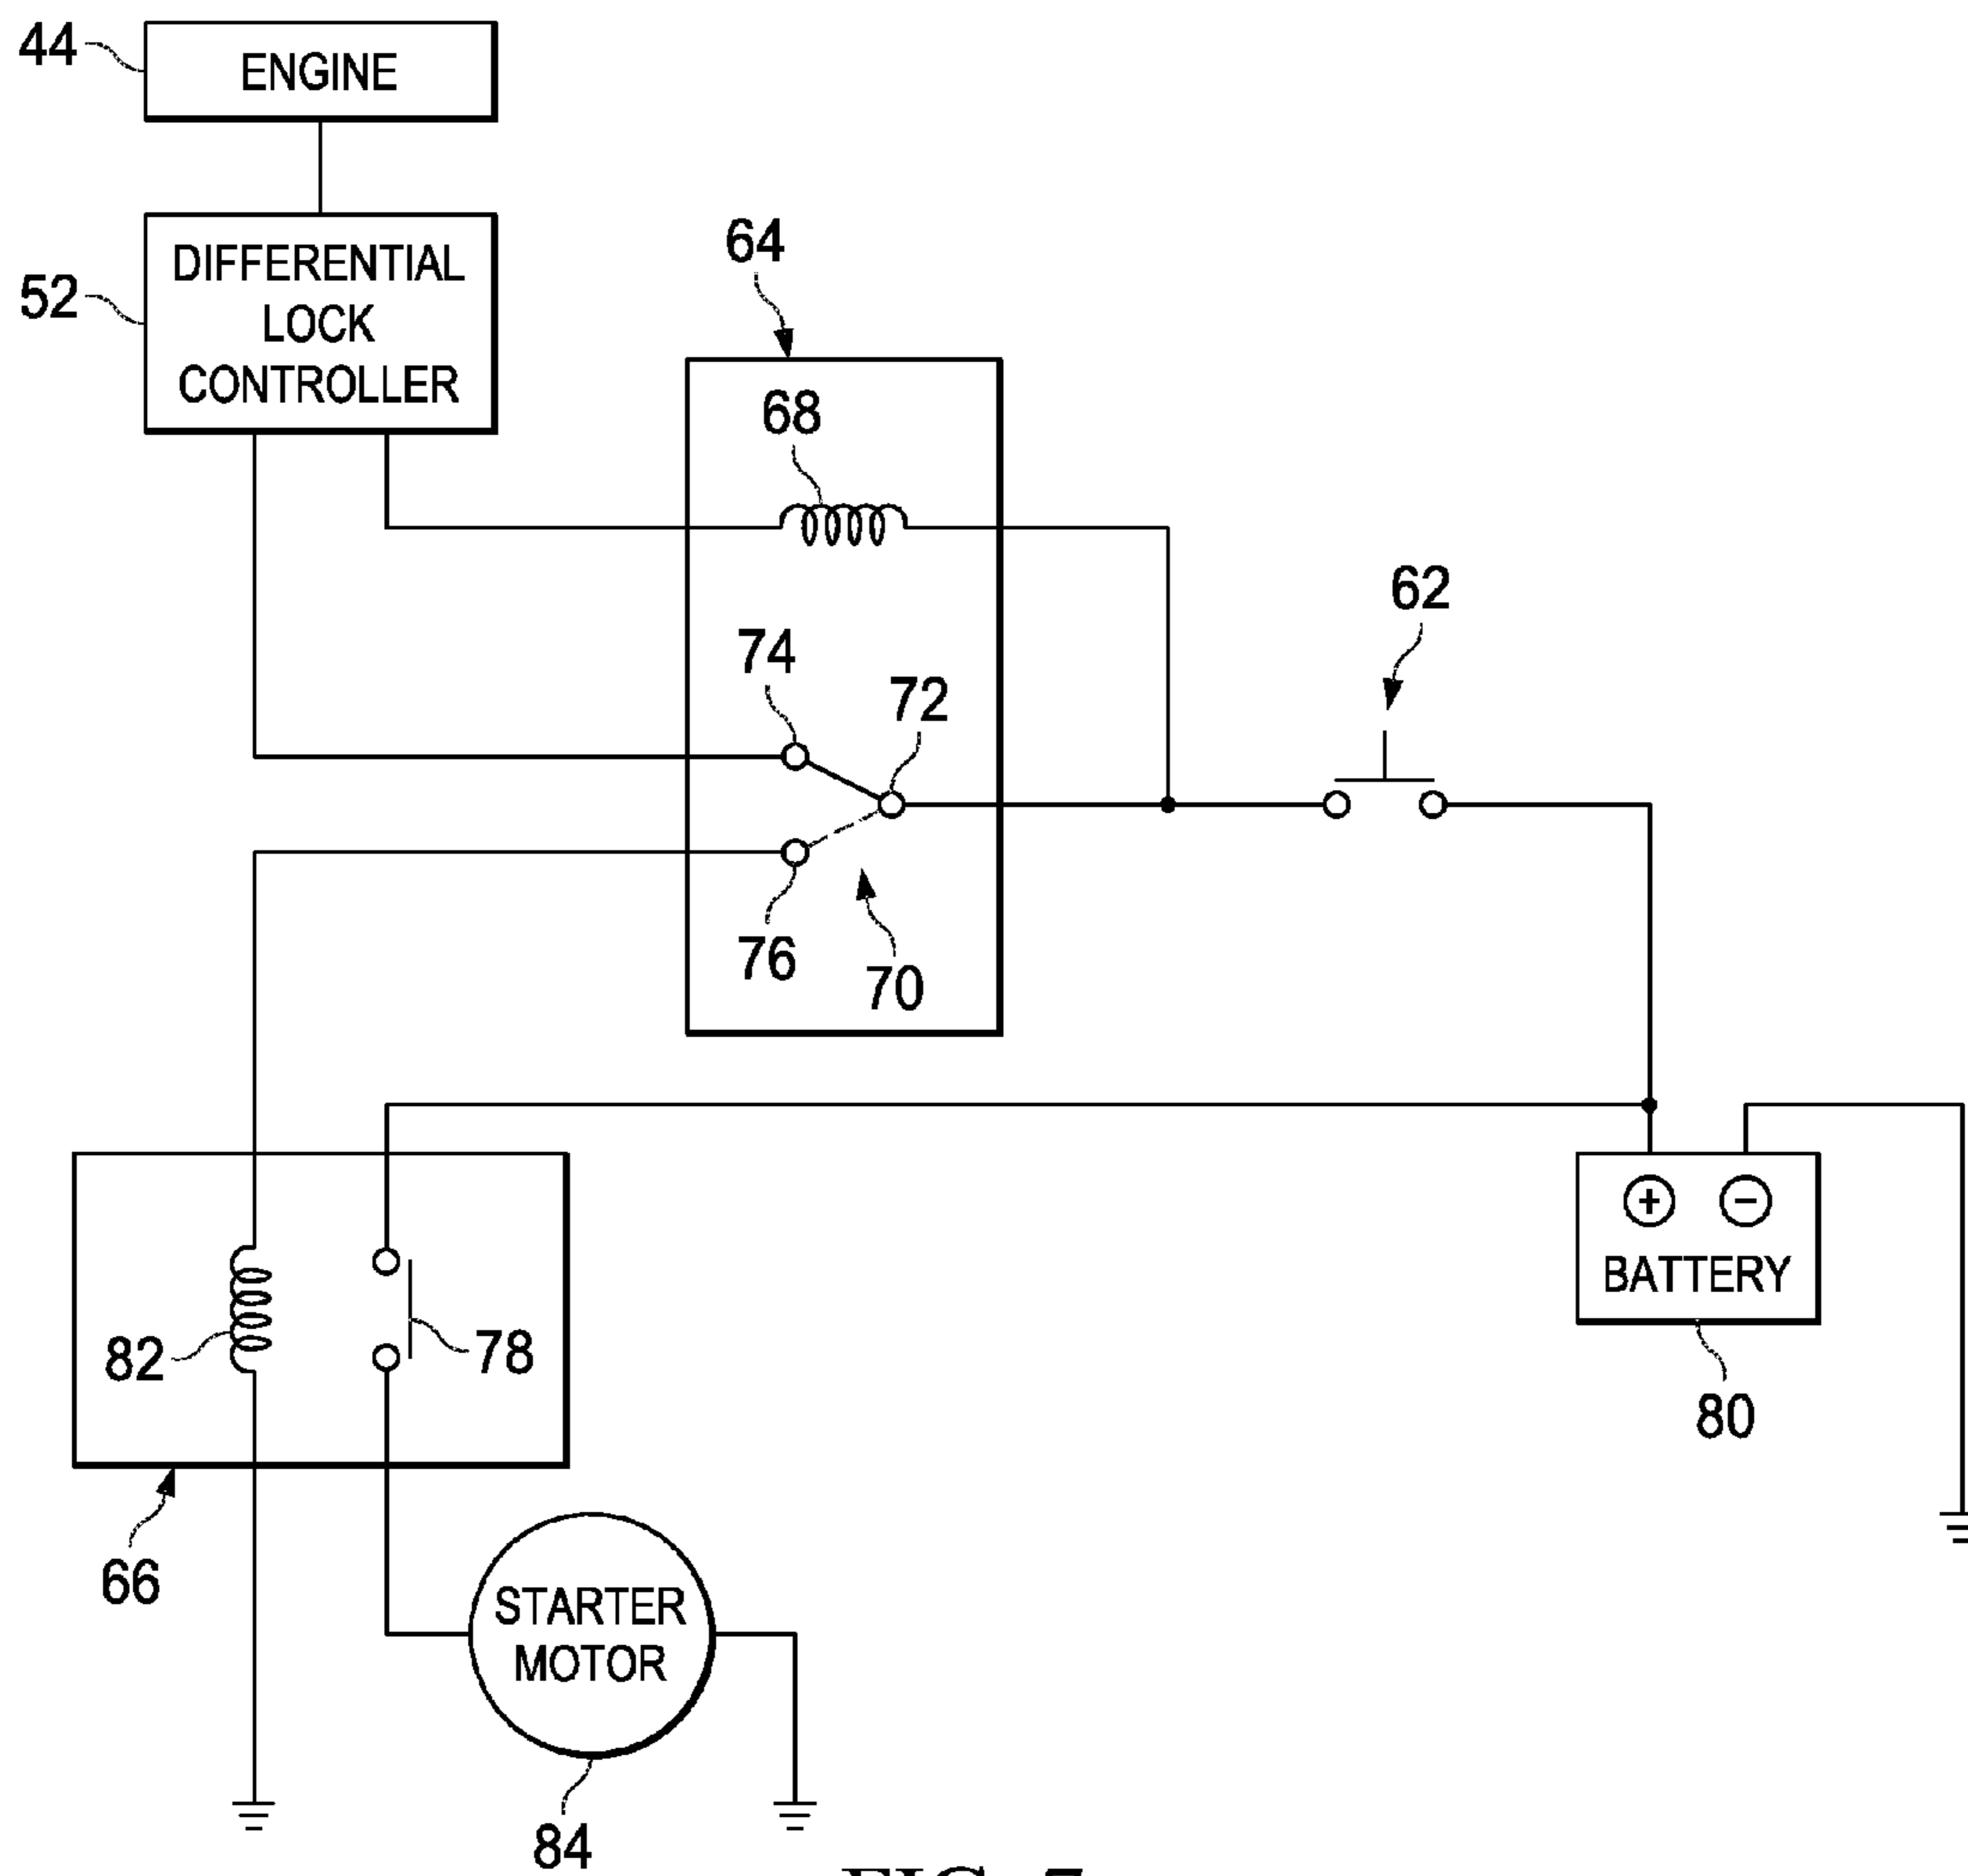 44
ENGINE
52
DIFFERENTIAL
LOCK
CONTROLLER
64
68
62
74
72
76
70
+
−
BATTERY
80
82
78
66
STARTER
MOTOR
84